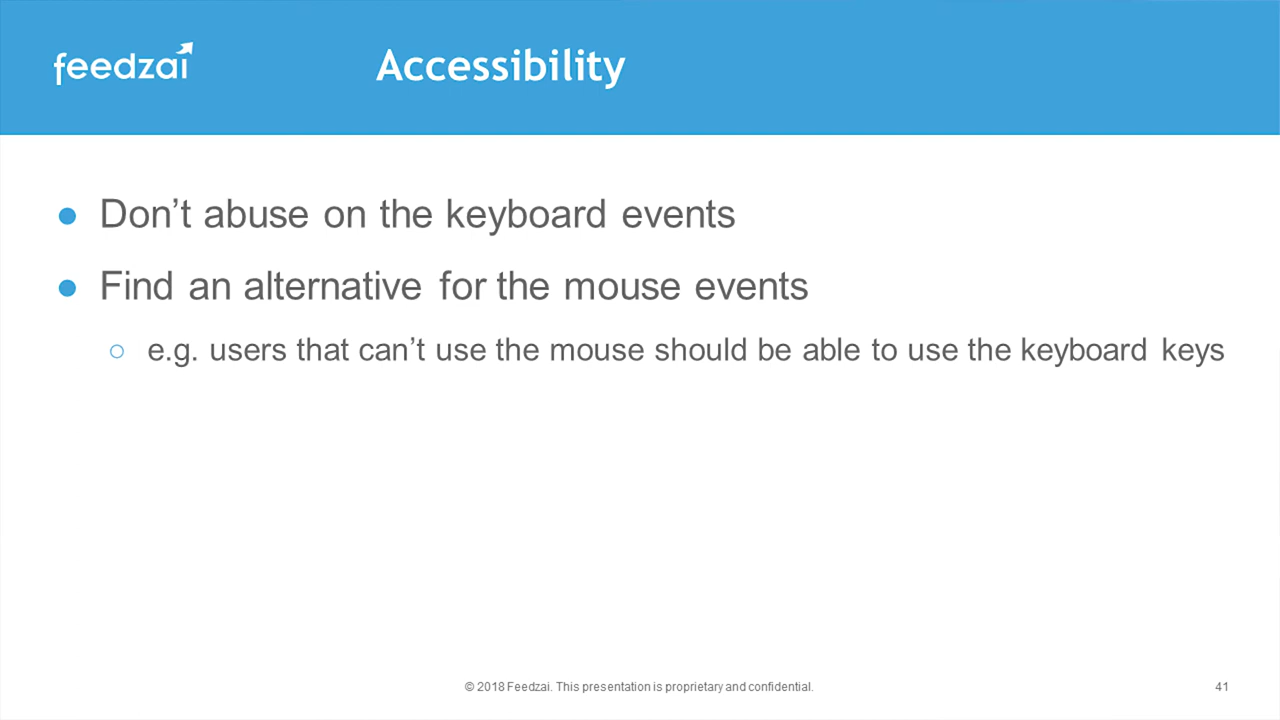 feedzai
Accessibility
● Don’t abuse on the keyboard events
● Find an alternative for the mouse events
○ e.g. users that can’t use the mouse should be able to use the keyboard keys
© 2018 Feedzai. This presentation is proprietary and confidential.
41